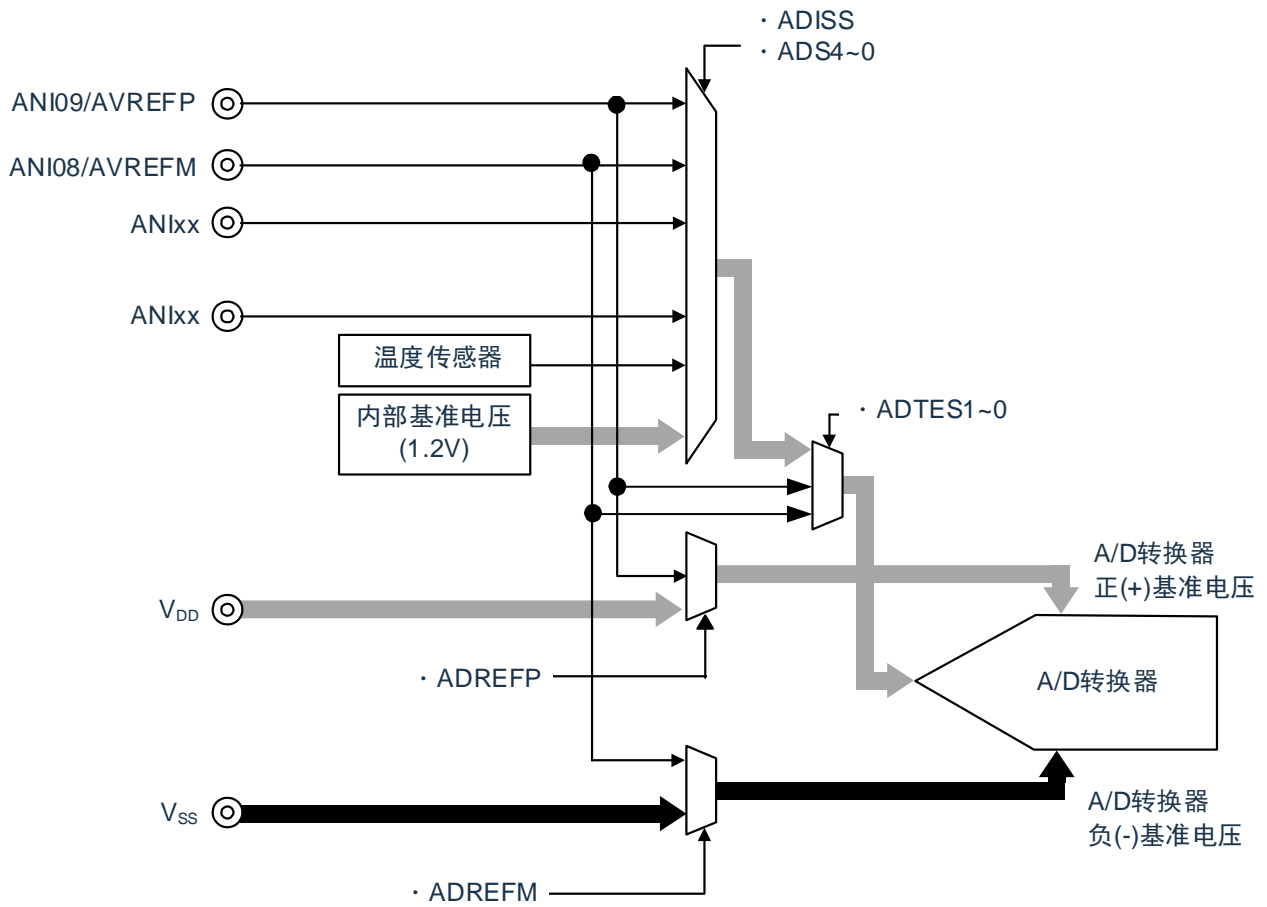 · ADISS
· ADS4~0
ANI09/AVREFP
ANI08/AVREFM
ANIxx
ANIxx
温度传感器
内部基准电压
(1.2V)
· ADTES1~0
A/D转换器
正(+)基准电压
VDD
· ADREFP
A/D转换器
VSS
A/D转换器
负(-)基准电压
· ADREFM